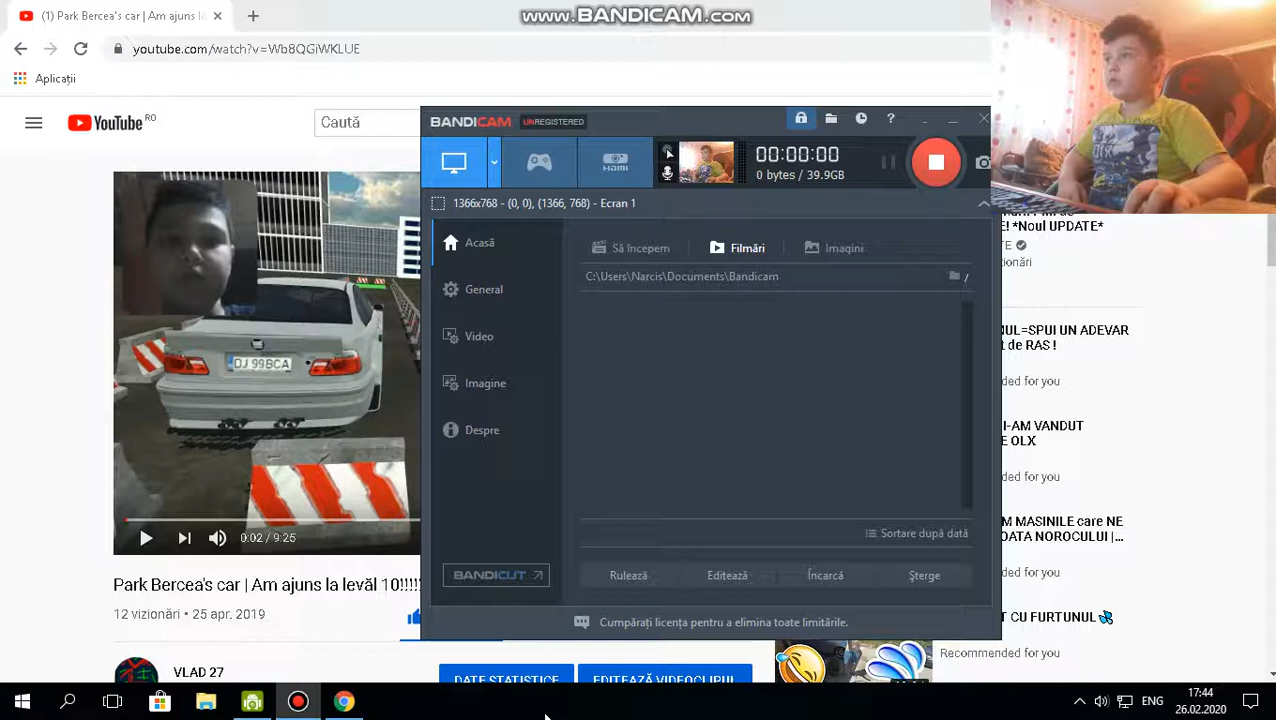 (1) Park Bercea's car | Am ajuns l
www.BANDICAM.com
youtube.com/watch?v=Wb8QGiWKLUE
Aplicații
YouTube RO
Caută
BANDICAM UNREGISTERED
HDMI
00:00:00
0 bytes / 39.9GB
1366x768 - (0, 0), (1366, 768) - Ecran 1
E! *Noul UPDATE*
Acasă
Să începem
Filmări
Imagini
C:\Users\Narcis\Documents\Bandicam
General
Video
NUL=SPUI UN ADEVAR
t de RAS !
ded for you
DJ 99BCA
Imagine
Despre
I-AM VANDUT
E OLX
nded for you
M MASINILE care NE
OATA NOROCULUI |...
0:02 / 9:25
Sortare după dată
Park Bercea's car | Am ajuns la levăl 10!!!!!
BANDICUT
Rulează
Editează
Încarcă
Șterge
ded for you
12 vizionări • 25 apr. 2019
Cumpărați licența pentru a elimina toate limitările.
T CU FURTUNUL
Recommended for you
VLAD 27
DATE STATISTICE
EDITEAZĂ VIDEOCLIPUL
ENG
17:44
26.02.2020